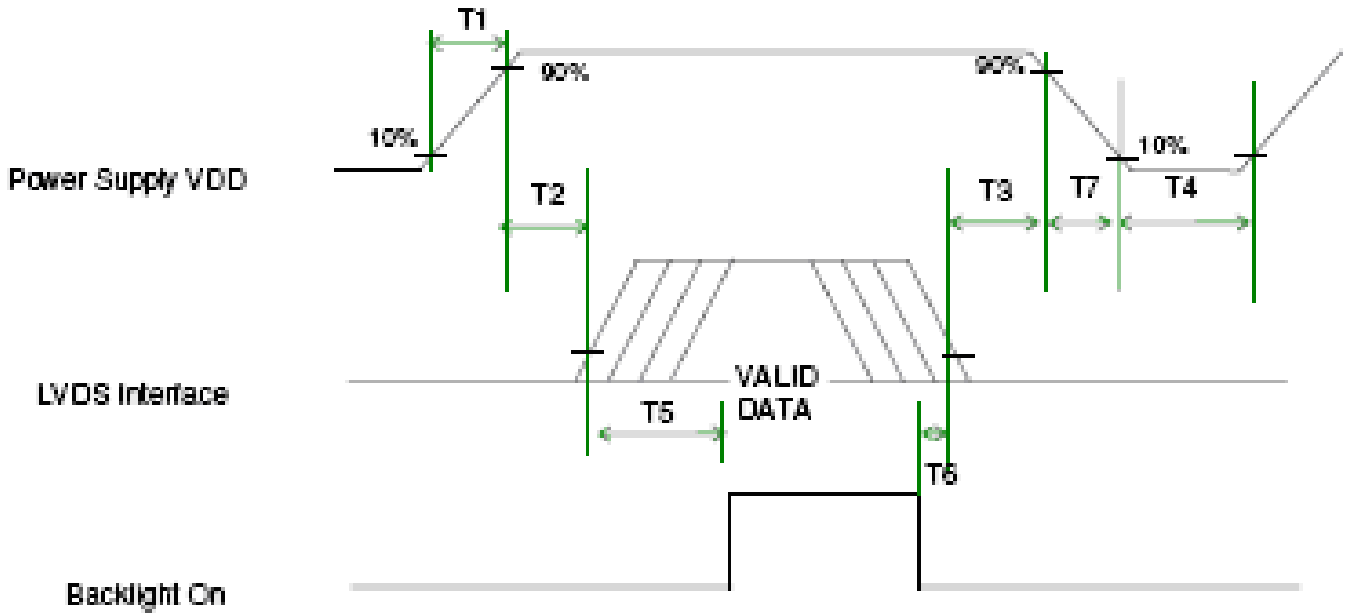 T1
90%
90%
10%
10%
Power Supply VDD
T2
T3
T7
T4
LVDS Interface
VALID
DATA
T5
T6
Backlight On